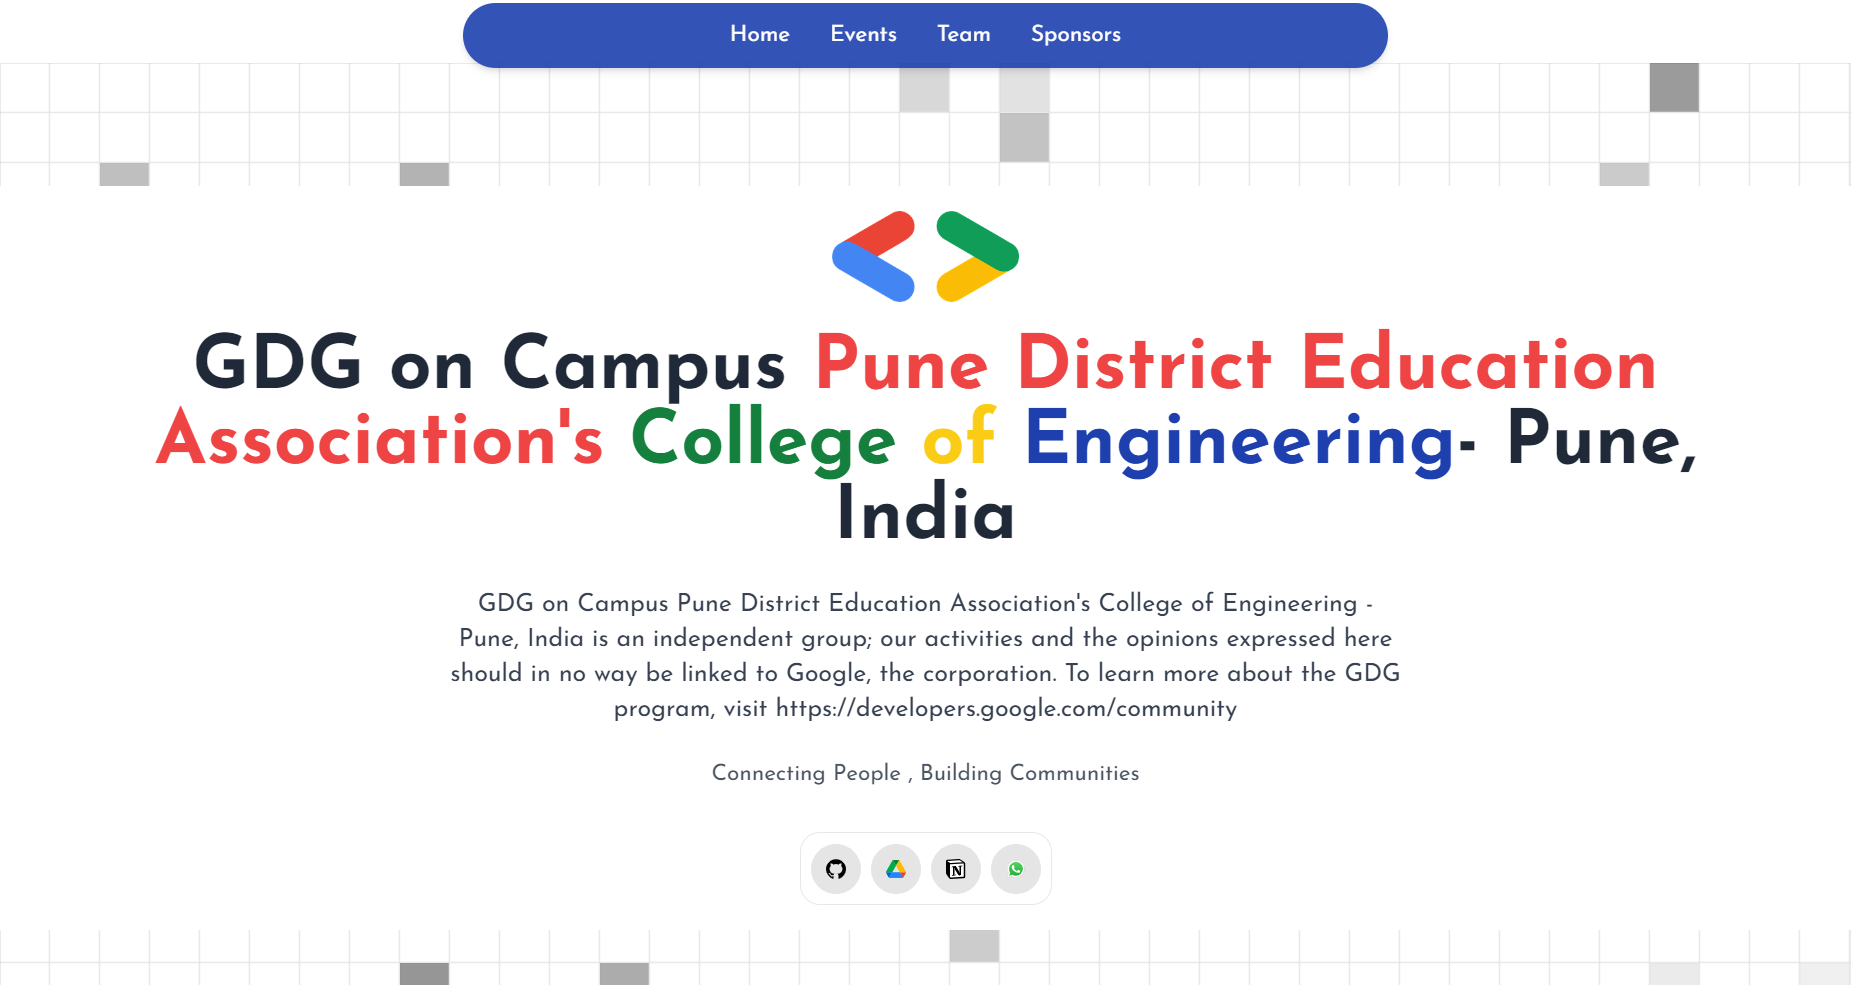 Home Events Team Sponsors
GDG on Campus Pune District Education
Association's College of Engineering- Pune,
India
GDG on Campus Pune District Education Association's College of Engineering -
Pune, India is an independent group; our activities and the opinions expressed here
should in no way be linked to Google, the corporation. To learn more about the GDG
program, visit https://developers.google.com/community
Connecting People , Building Communities